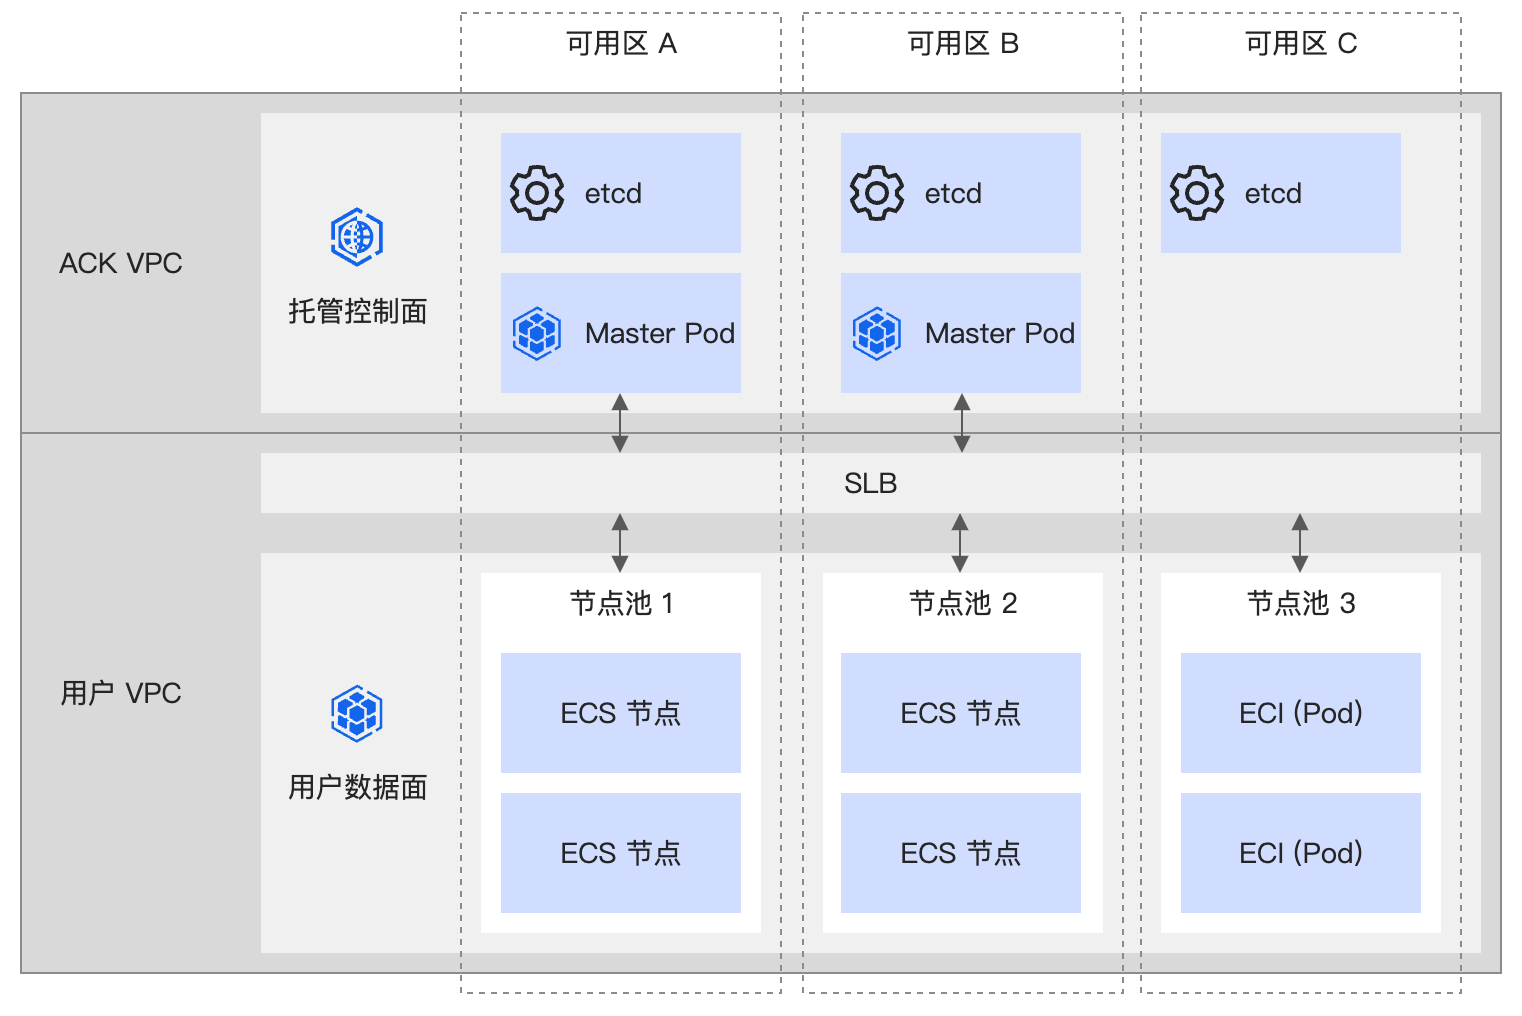 可用区 A
可用区 B
可用区 C
ACK VPC
托管控制面
etcd
etcd
etcd
Master Pod
Master Pod
SLB
用户 VPC
用户数据面
节点池 1
节点池 2
节点池 3
ECS 节点
ECS 节点
ECI (Pod)
ECS 节点
ECS 节点
ECI (Pod)